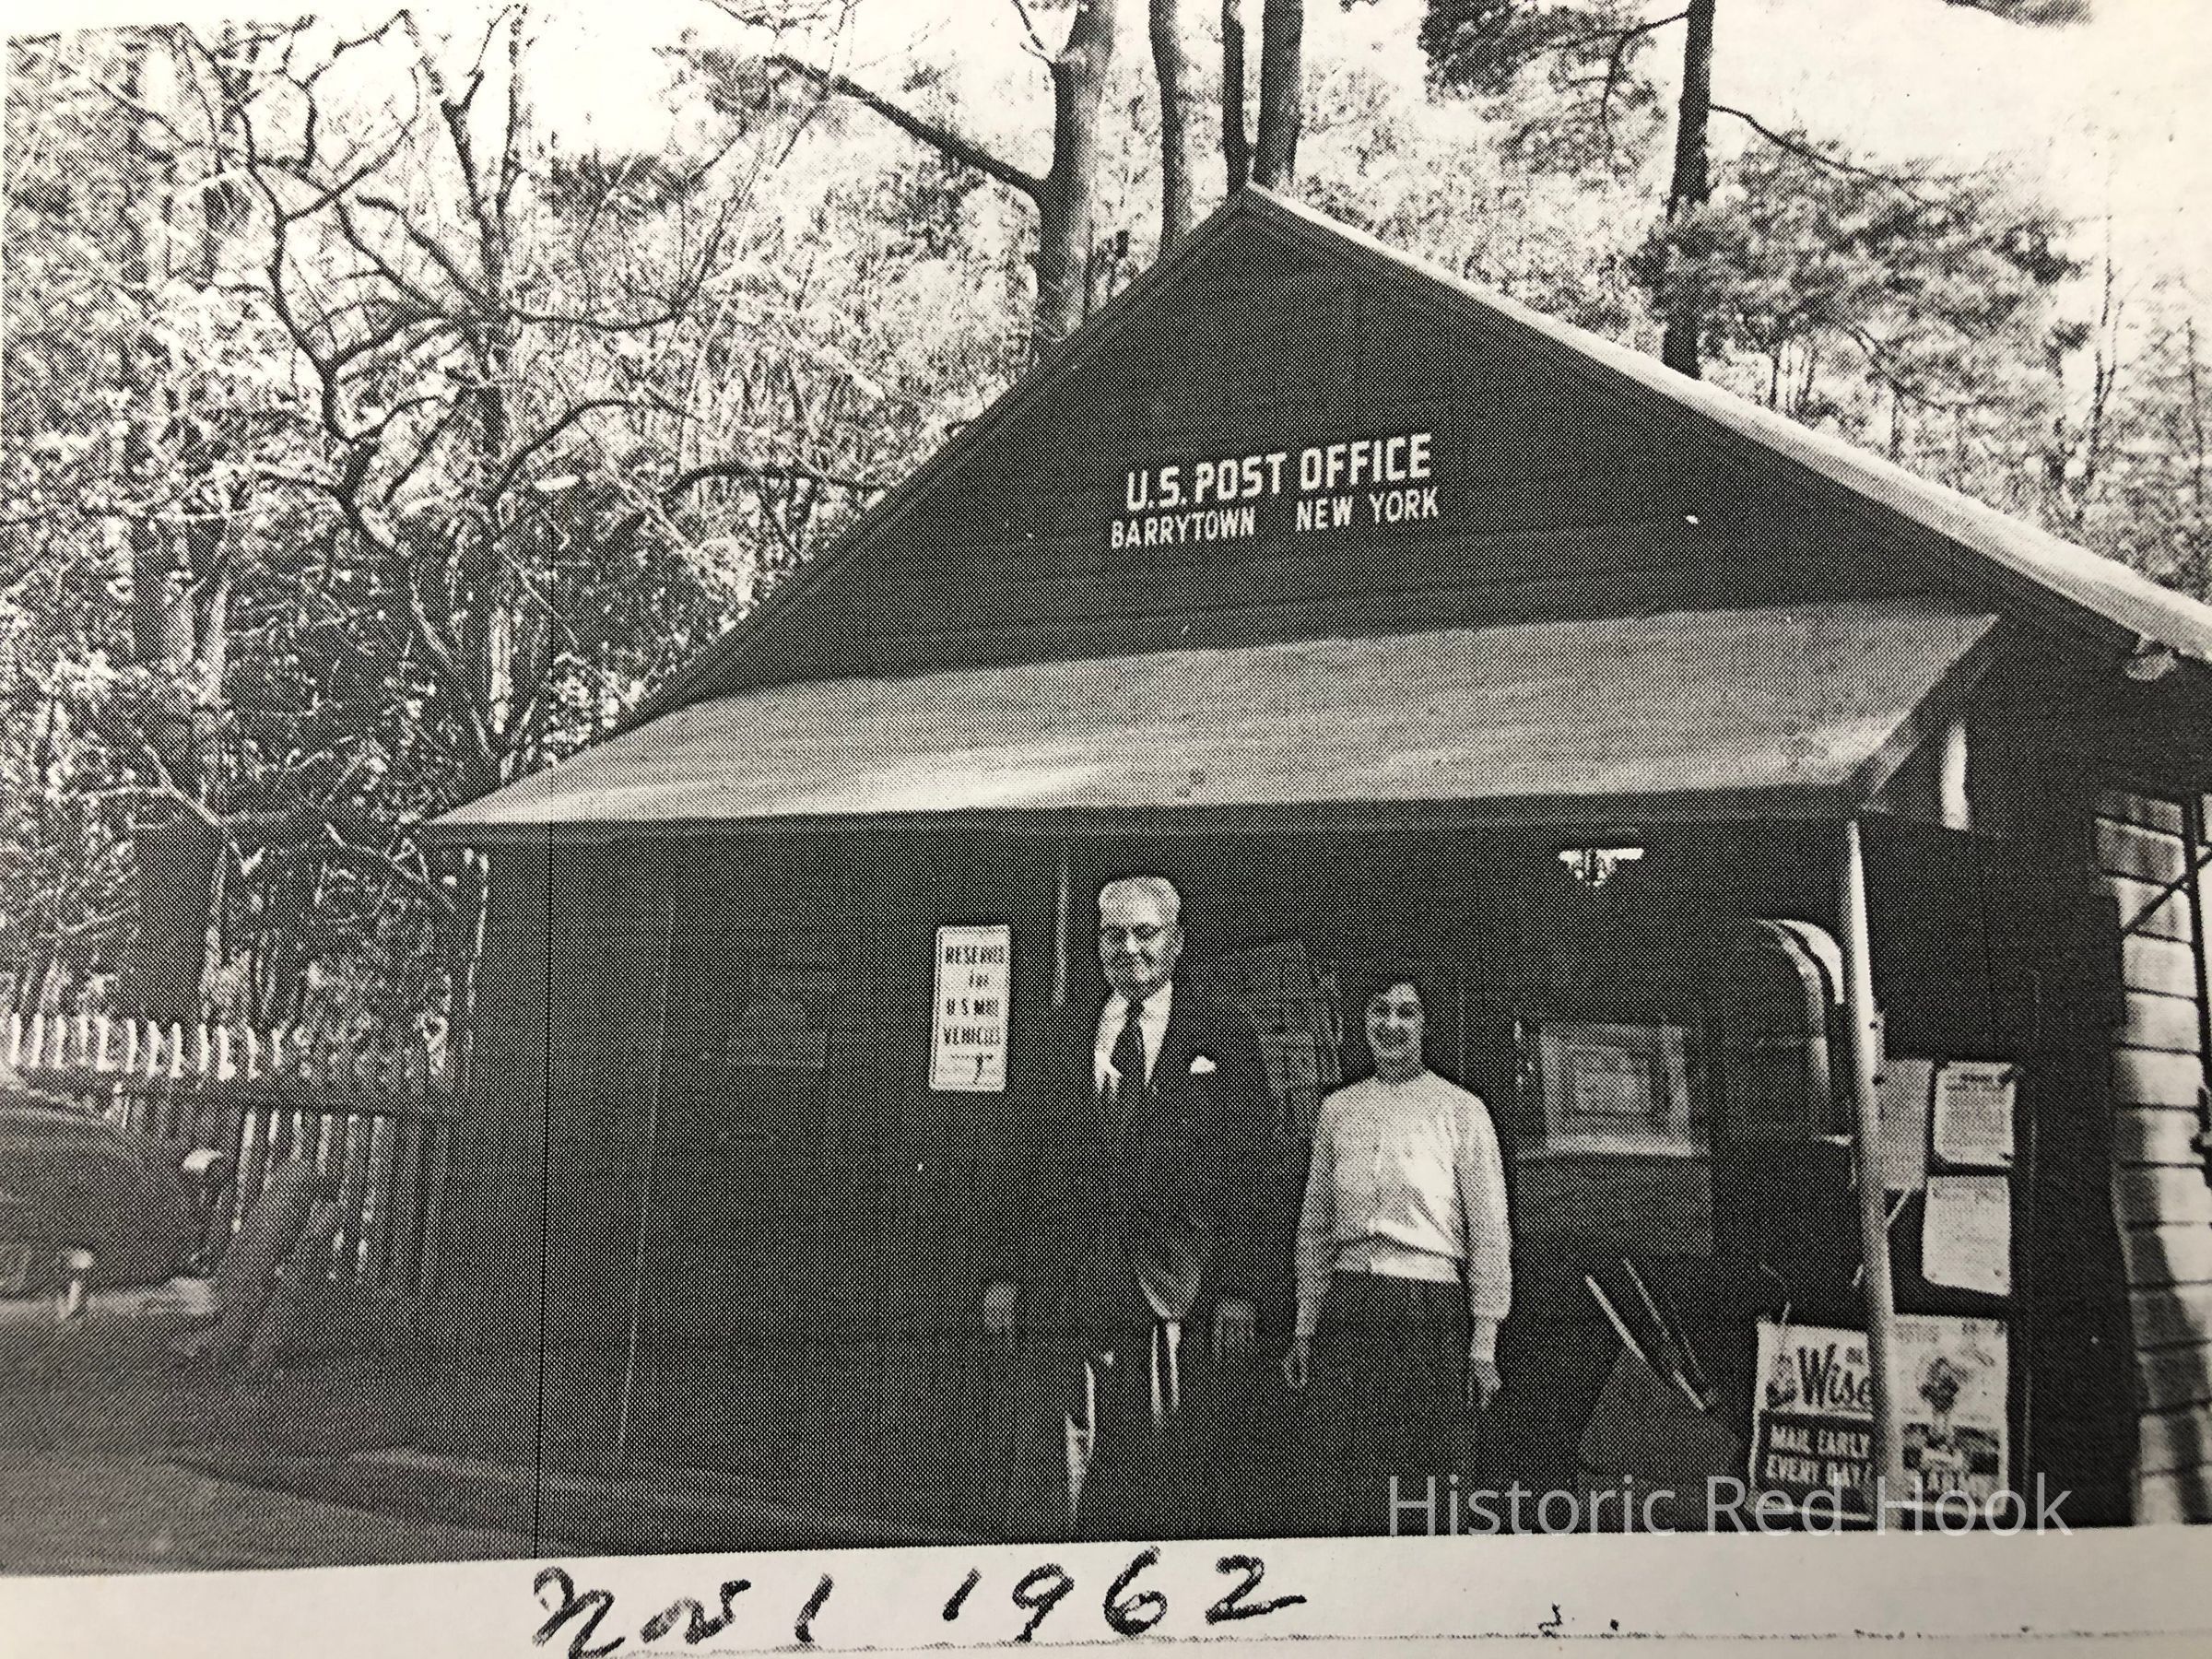 U.S. POST OFFICE
BARRYTOWN NEW YORK
RESERVED
FOR
U S MAIL
VEHICLES
Wise
MAIL EARLY
EVERY DAY!
Historic Red Hook
Nov 1 1962